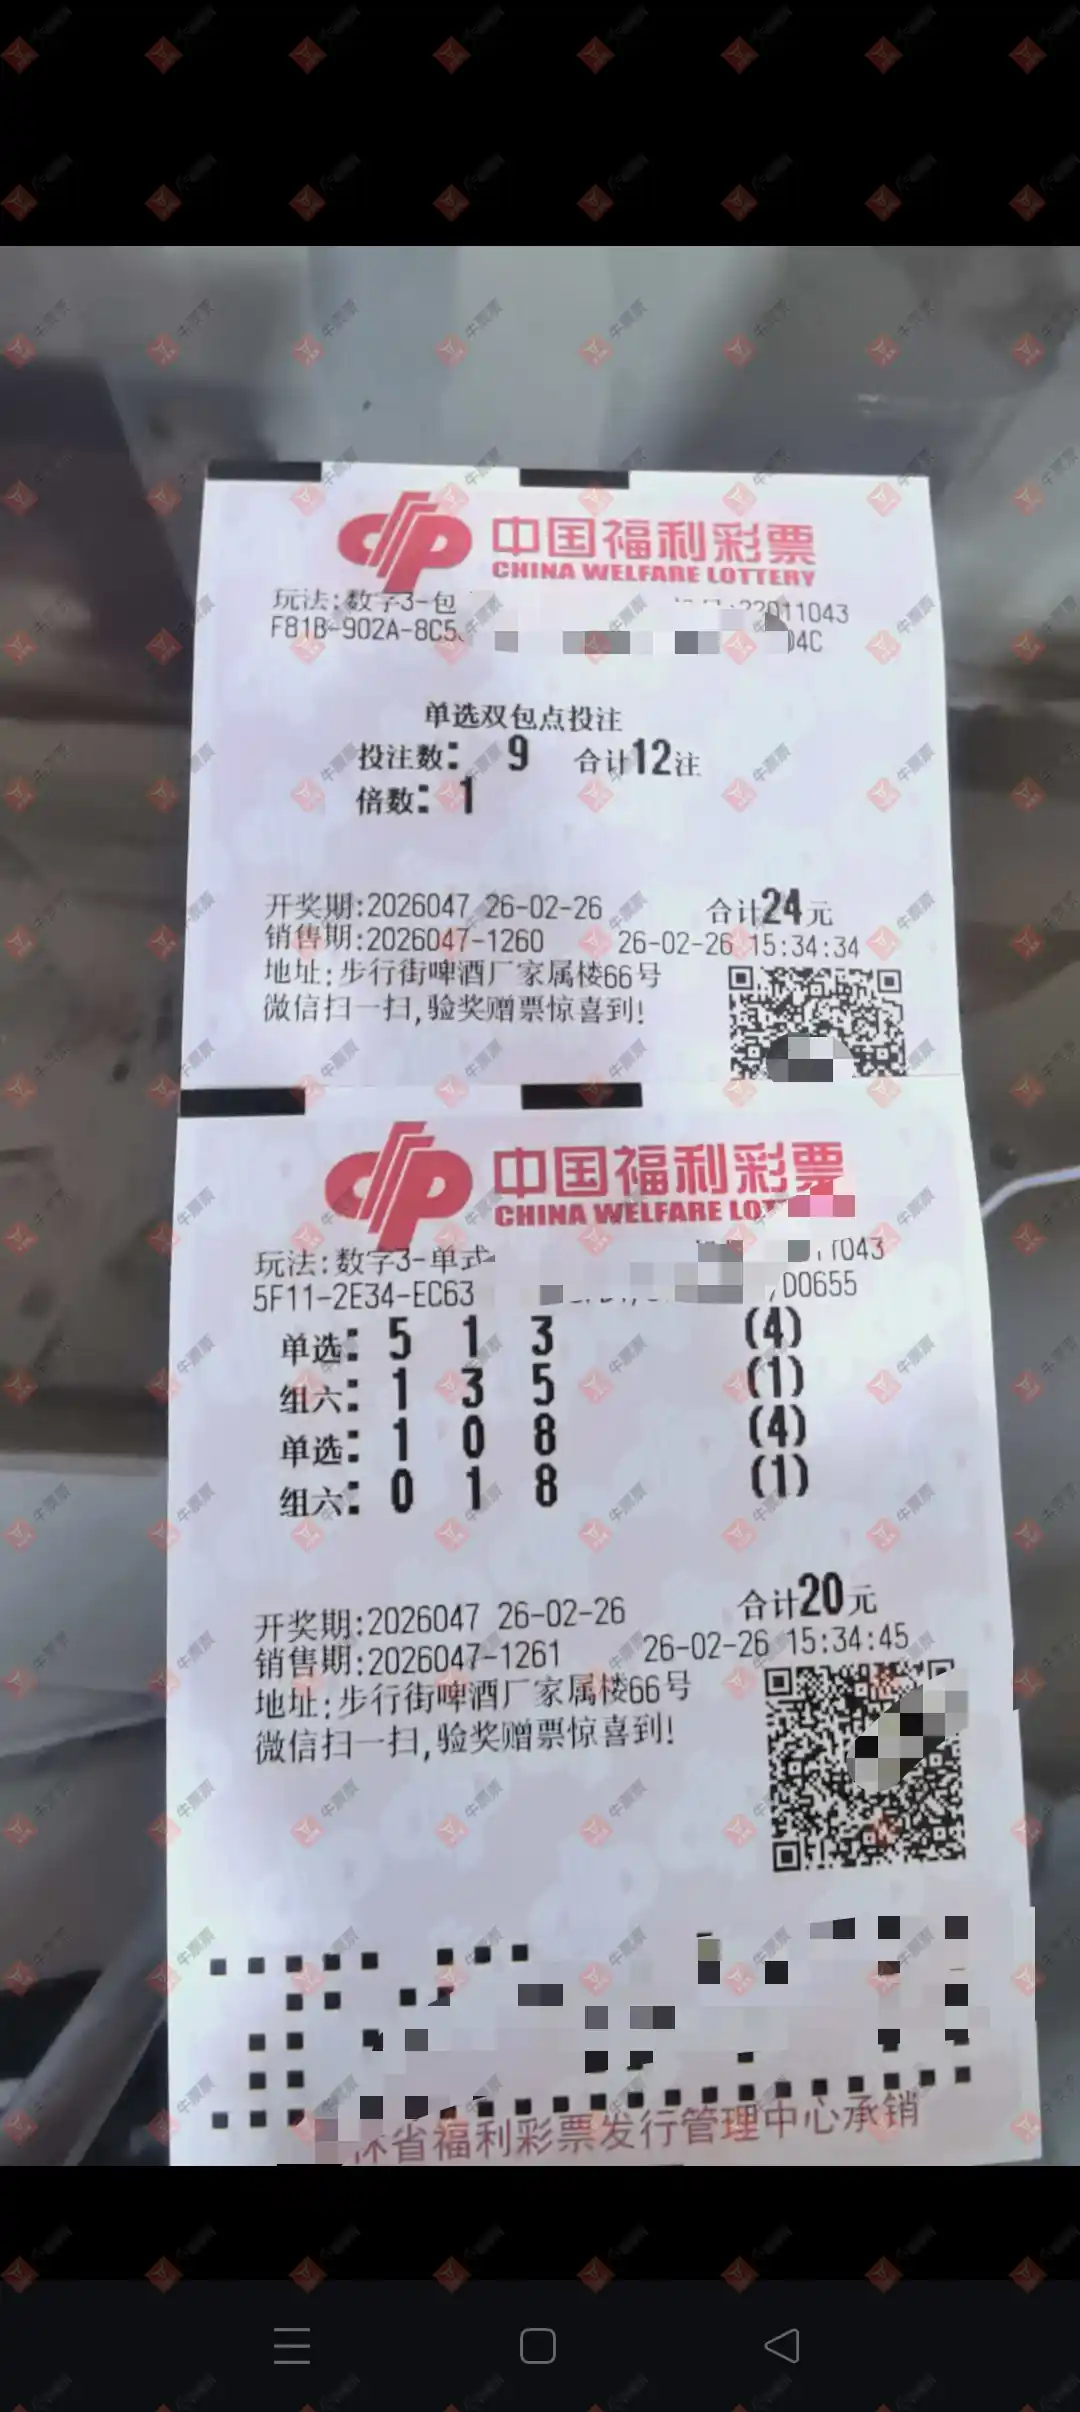 中国福利彩票
CHINA WELFARE LOTTERY
玩法:数字3-包 :22011043
F81B-902A-8C5 04C
单选双包点投注
投注数: 9 合计12注
倍数: 1
开奖期:2026047 26-02-26 合计24元
销售期:2026047-1260 26-02-26 15:34:34
地址:步行街啤酒厂家属楼66号
微信扫一扫,验奖赠票惊喜到!
中国福利彩票
CHINA WELFARE LOT
玩法:数字3-单式 1043
5F11-2E34-EC63 /D0655
单选: 5 1 3 (4)
组六: 1 3 5 (1)
单选: 1 0 8 (4)
组六: 0 1 8 (1)
开奖期:2026047 26-02-26 合计20元
销售期:2026047-1261 26-02-26 15:34:45
地址:步行街啤酒厂家属楼66号
微信扫一扫,验奖赠票惊喜到!
省福利彩票发行管理中心承销
牛票票